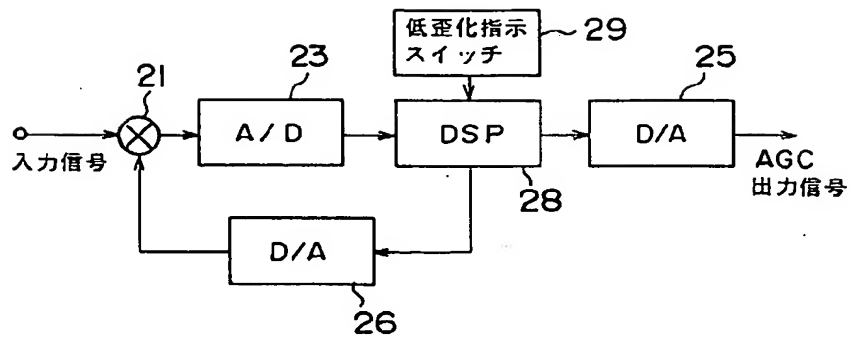 低歪化指示
スイッチ
29
21
23
25
A/D
DSP
D/A
入力信号
28
AGC
出力信号
D/A
26